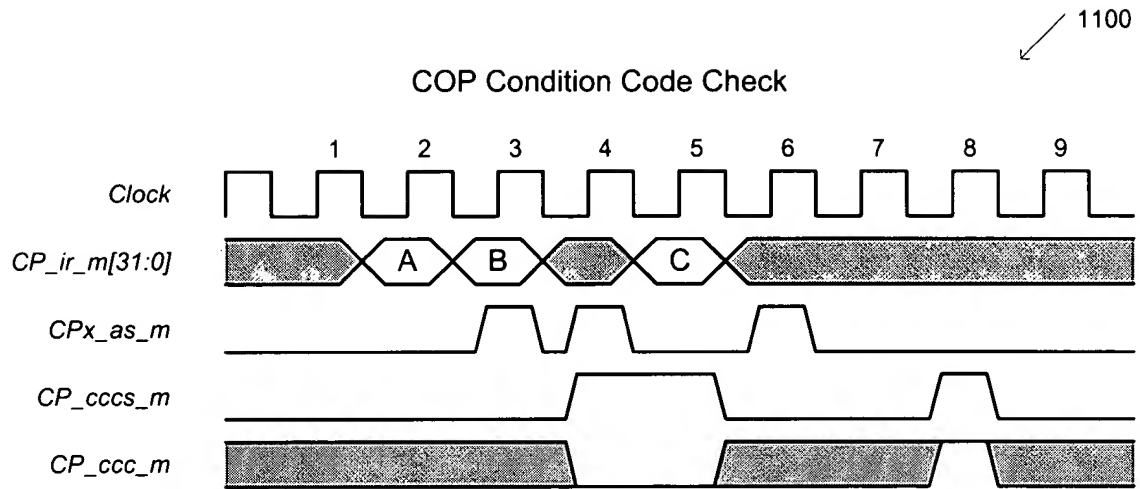 1100
COP Condition Code Check
1 2 3 4 5 6 7 8 9
Clock
CP_ir_m[31:0]
A B C
CPx_as_m
CP_cccs_m
CP_ccc_m